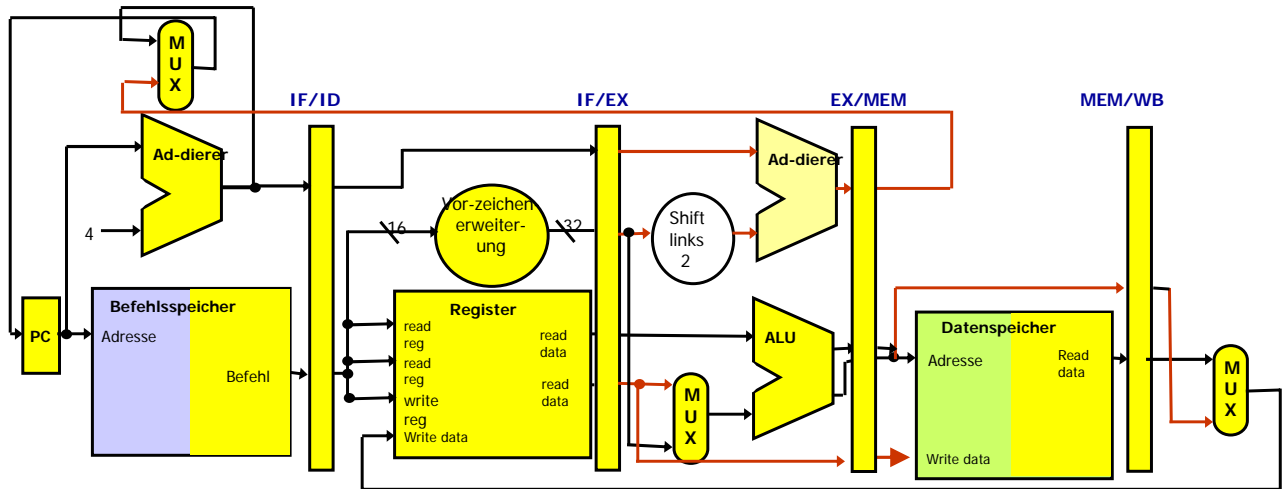 M
U
X
IF/ID
IF/EX
EX/MEM
MEM/WB
Ad-dierer
4
16
Vor-zeichen
erweiter-
ung
32
Shift
links
2
Ad-dierer
PC
Befehlsspeicher
Adresse
Befehl
Register
read
reg
read
reg
write
reg
Write data
read
data
read
data
M
U
X
ALU
Datenspeicher
Adresse
Read
data
Write data
M
U
X